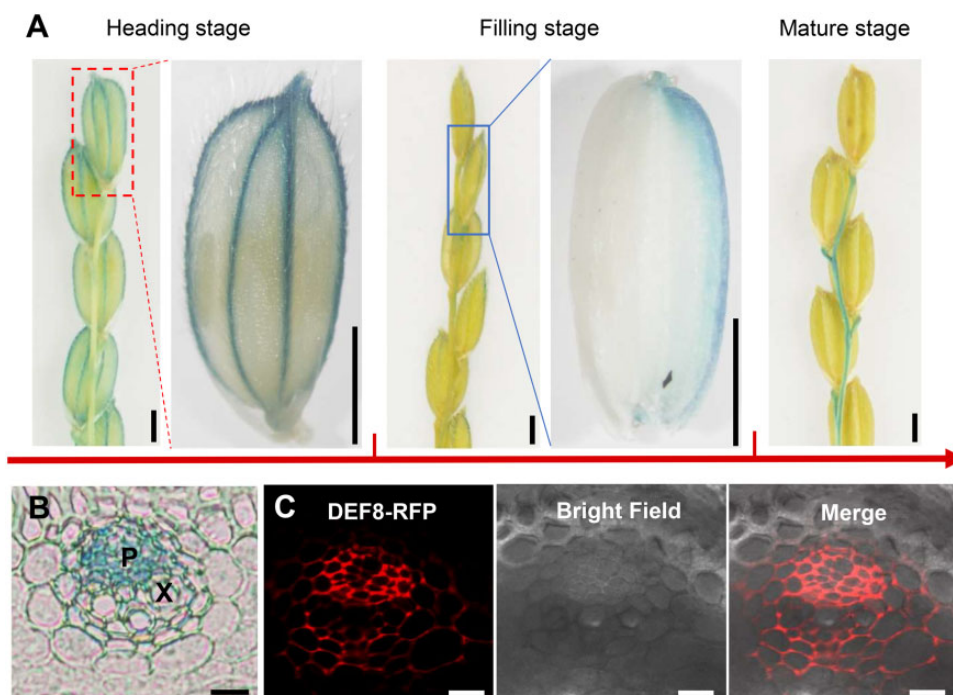 A
Heading stage
Filling stage
Mature stage
B
P
X
C
DEF8-RFP
Bright Field
Merge